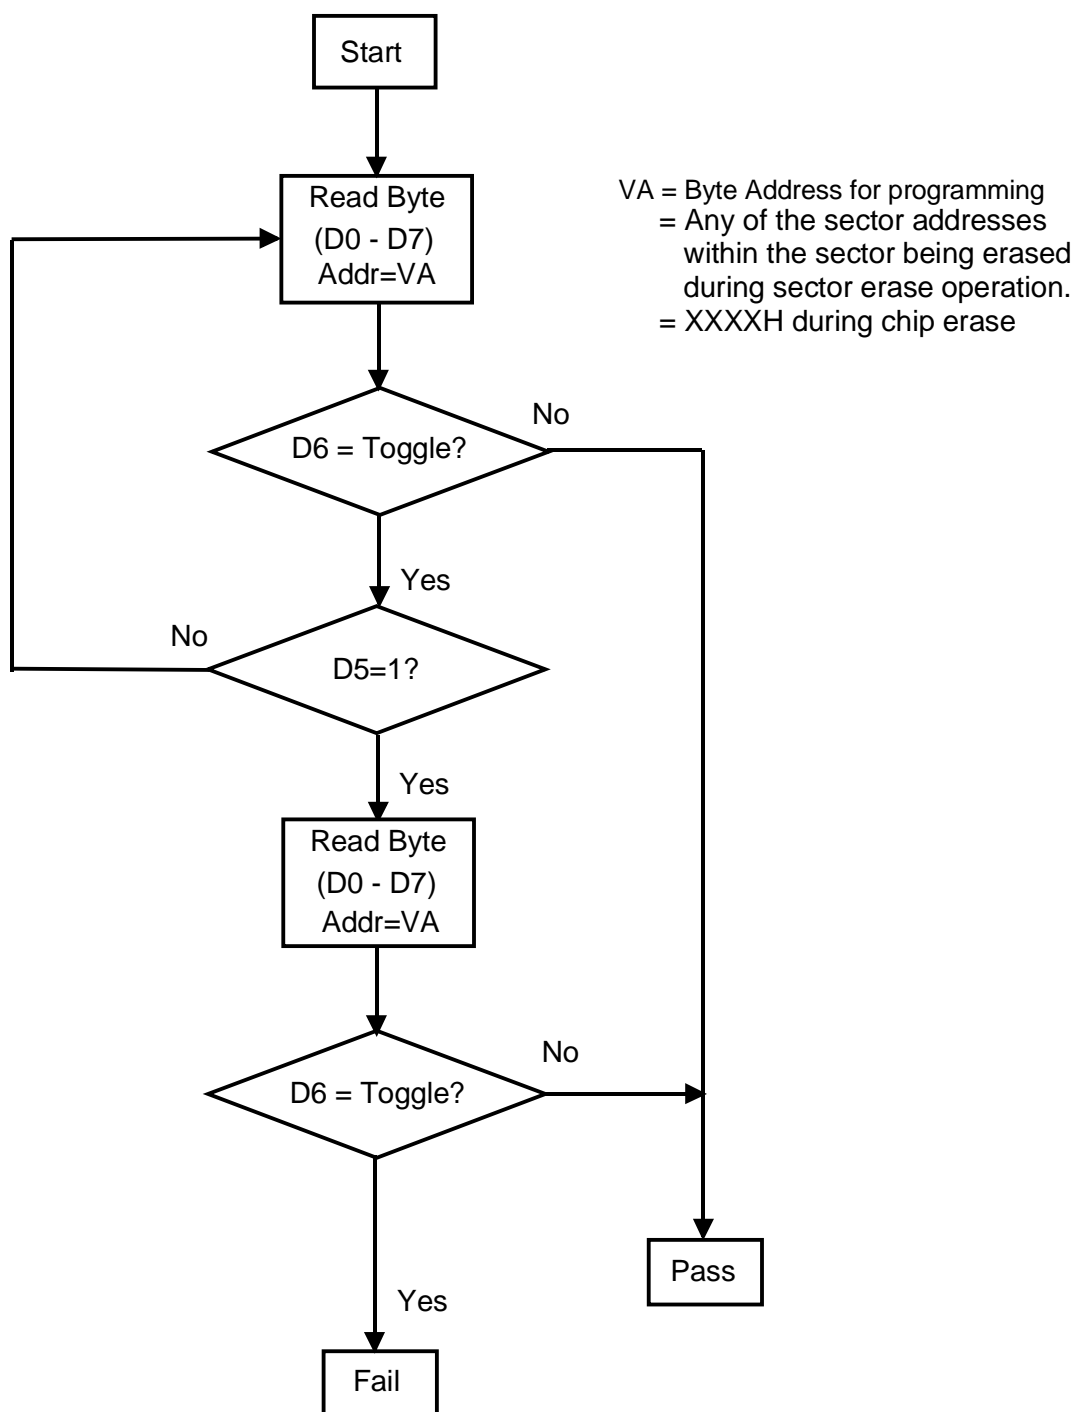 Start
Read Byte
(D0 - D7)
Addr=VA
VA = Byte Address for programming
= Any of the sector addresses
within the sector being erased
during sector erase operation.
= XXXXH during chip erase
No
D6 = Toggle?
Yes
No
D5=1?
Yes
Read Byte
(D0 - D7)
Addr=VA
No
D6 = Toggle?
Pass
Yes
Fail